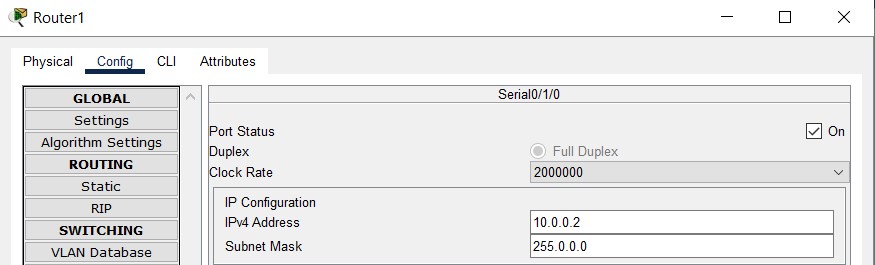 Router1
Physical Config CLI Attributes
GLOBAL
Settings
Algorithm Settings
ROUTING
Static
RIP
SWITCHING
VLAN Database
Serial0/1/0
Port Status On
Duplex Full Duplex
Clock Rate 2000000
IP Configuration
IPv4 Address 10.0.0.2
Subnet Mask 255.0.0.0